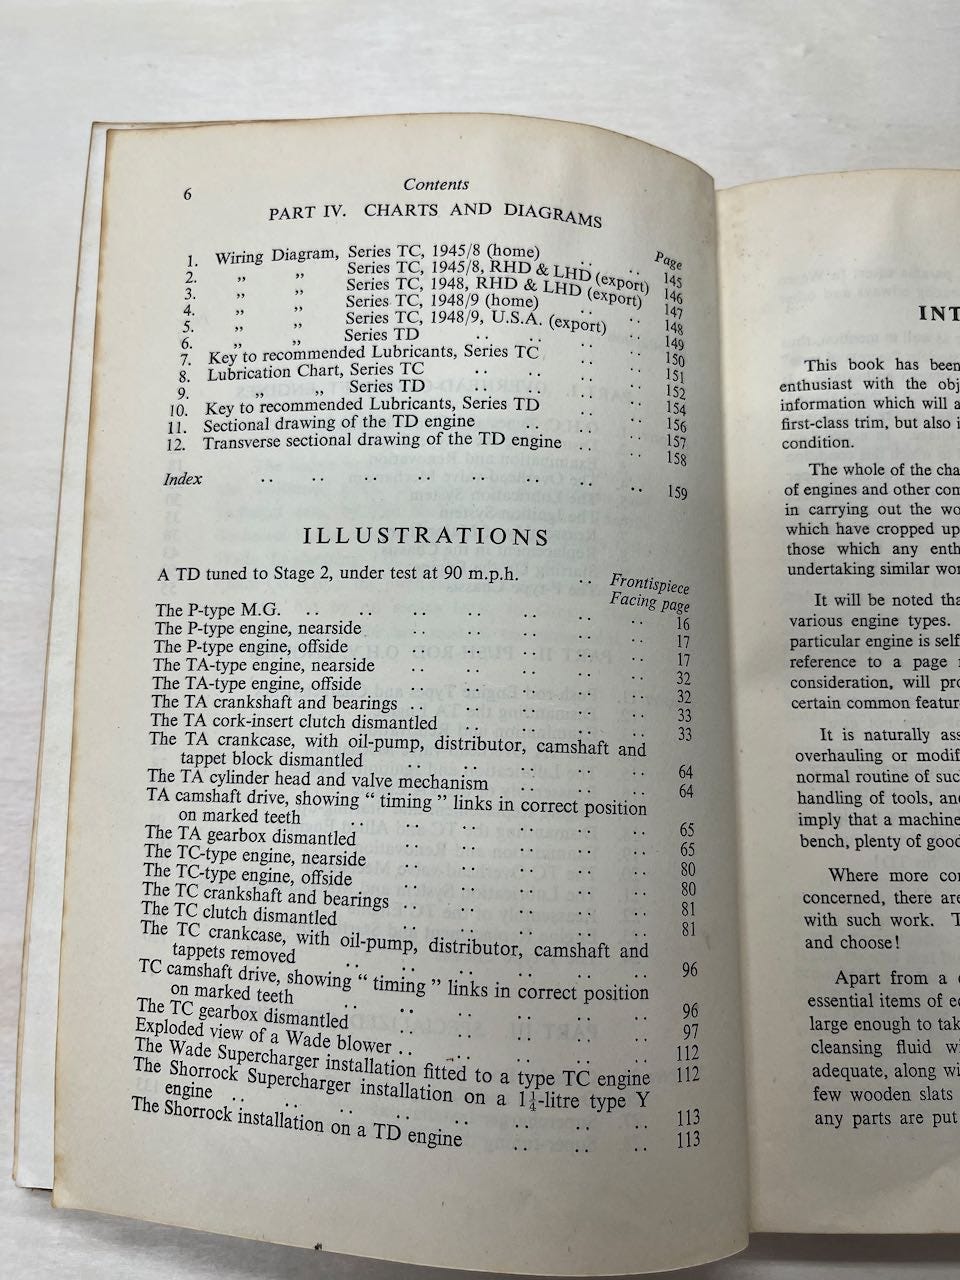 6
Contents
PART IV. CHARTS AND DIAGRAMS
Page
1. Wiring Diagram, Series TC, 1945/8 (home) .. .. 145
2. ,, ,, Series TC, 1945/8, RHD & LHD (export) 146
3. ,, ,, Series TC, 1948, RHD & LHD (export) 147
4. ,, ,, Series TC, 1948/9 (home) .. .. 148
5. ,, ,, Series TC, 1948/9, U.S.A. (export) .. 149
6. ,, ,, Series TD .. .. .. .. 150
7. Key to recommended Lubricants, Series TC .. .. 151
8. Lubrication Chart, Series TC .. .. .. .. 152
9. ,, ,, Series TD .. .. .. .. 154
10. Key to recommended Lubricants, Series TD .. .. 156
11. Sectional drawing of the TD engine .. .. .. 157
12. Transverse sectional drawing of the TD engine .. .. 158
Index .. .. .. .. .. .. .. .. 159
ILLUSTRATIONS
A TD tuned to Stage 2, under test at 90 m.p.h. .. Frontispiece
Facing page
The P-type M.G. .. .. .. .. .. .. 16
The P-type engine, nearside .. .. .. .. .. 17
The P-type engine, offside .. .. .. .. .. 17
The TA-type engine, nearside .. .. .. .. .. 32
The TA-type engine, offside .. .. .. .. .. 32
The TA crankshaft and bearings .. .. .. .. .. 33
The TA cork-insert clutch dismantled .. .. .. .. 33
The TA crankcase, with oil-pump, distributor, camshaft and
tappet block dismantled .. .. .. .. .. 64
The TA cylinder head and valve mechanism .. .. .. 64
TA camshaft drive, showing “ timing ” links in correct position
on marked teeth .. .. .. .. .. .. 65
The TA gearbox dismantled .. .. .. .. .. 65
The TC-type engine, nearside .. .. .. .. .. 80
The TC-type engine, offside .. .. .. .. .. 80
The TC crankshaft and bearings .. .. .. .. .. 81
The TC clutch dismantled .. .. .. .. .. 81
The TC crankcase, with oil-pump, distributor, camshaft and
tappets removed .. .. .. .. .. .. 96
TC camshaft drive, showing “ timing ” links in correct position
on marked teeth .. .. .. .. .. .. 96
The TC gearbox dismantled .. .. .. .. .. 97
Exploded view of a Wade blower .. .. .. .. .. 112
The Wade Supercharger installation fitted to a type TC engine 112
The Shorrock Supercharger installation on a 1¼-litre type Y
engine .. .. .. .. .. .. .. 113
The Shorrock installation on a TD engine .. .. .. 113
INT
This book has been
enthusiast with the obj
information which will a
first-class trim, but also i
condition.
The whole of the cha
of engines and other com
in carrying out the wo
which have cropped up
those which any enth
undertaking similar wor
It will be noted tha
various engine types.
particular engine is self
reference to a page
consideration, will pro
certain common featur
It is naturally ass
overhauling or modif
normal routine of suc
handling of tools, and
imply that a machine
bench, plenty of good
Where more con
concerned, there are
with such work. T
and choose!
Apart from a
essential items of e
large enough to tak
cleansing fluid wi
adequate, along wi
few wooden slats
any parts are put